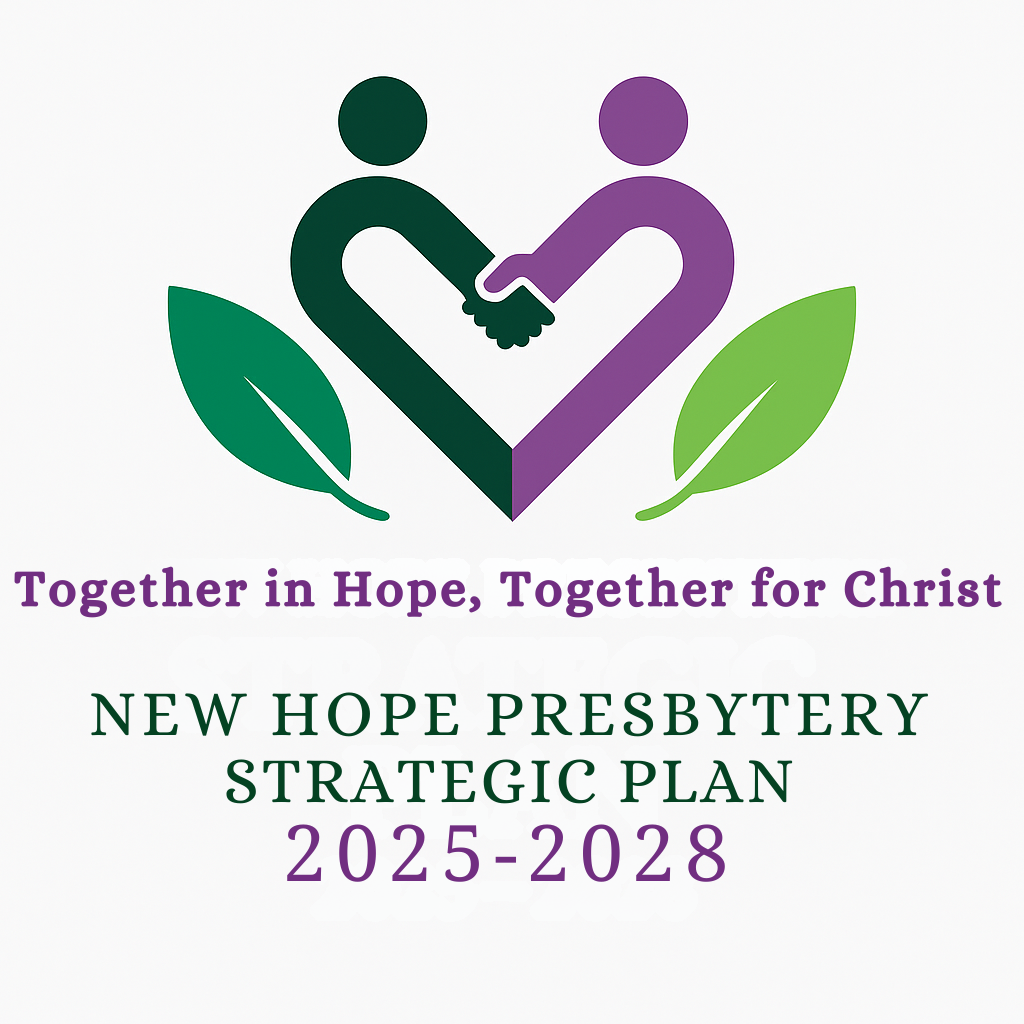 Together in Hope, Together for Christ
NEW HOPE PRESBYTERY
STRATEGIC PLAN
2025-2028